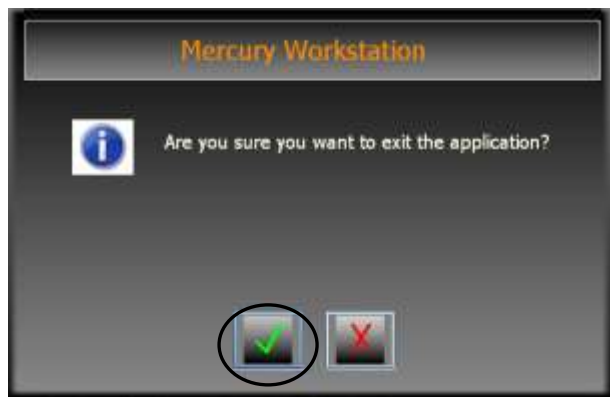 Mercury Workstation
Are you sure you want to exit the application?